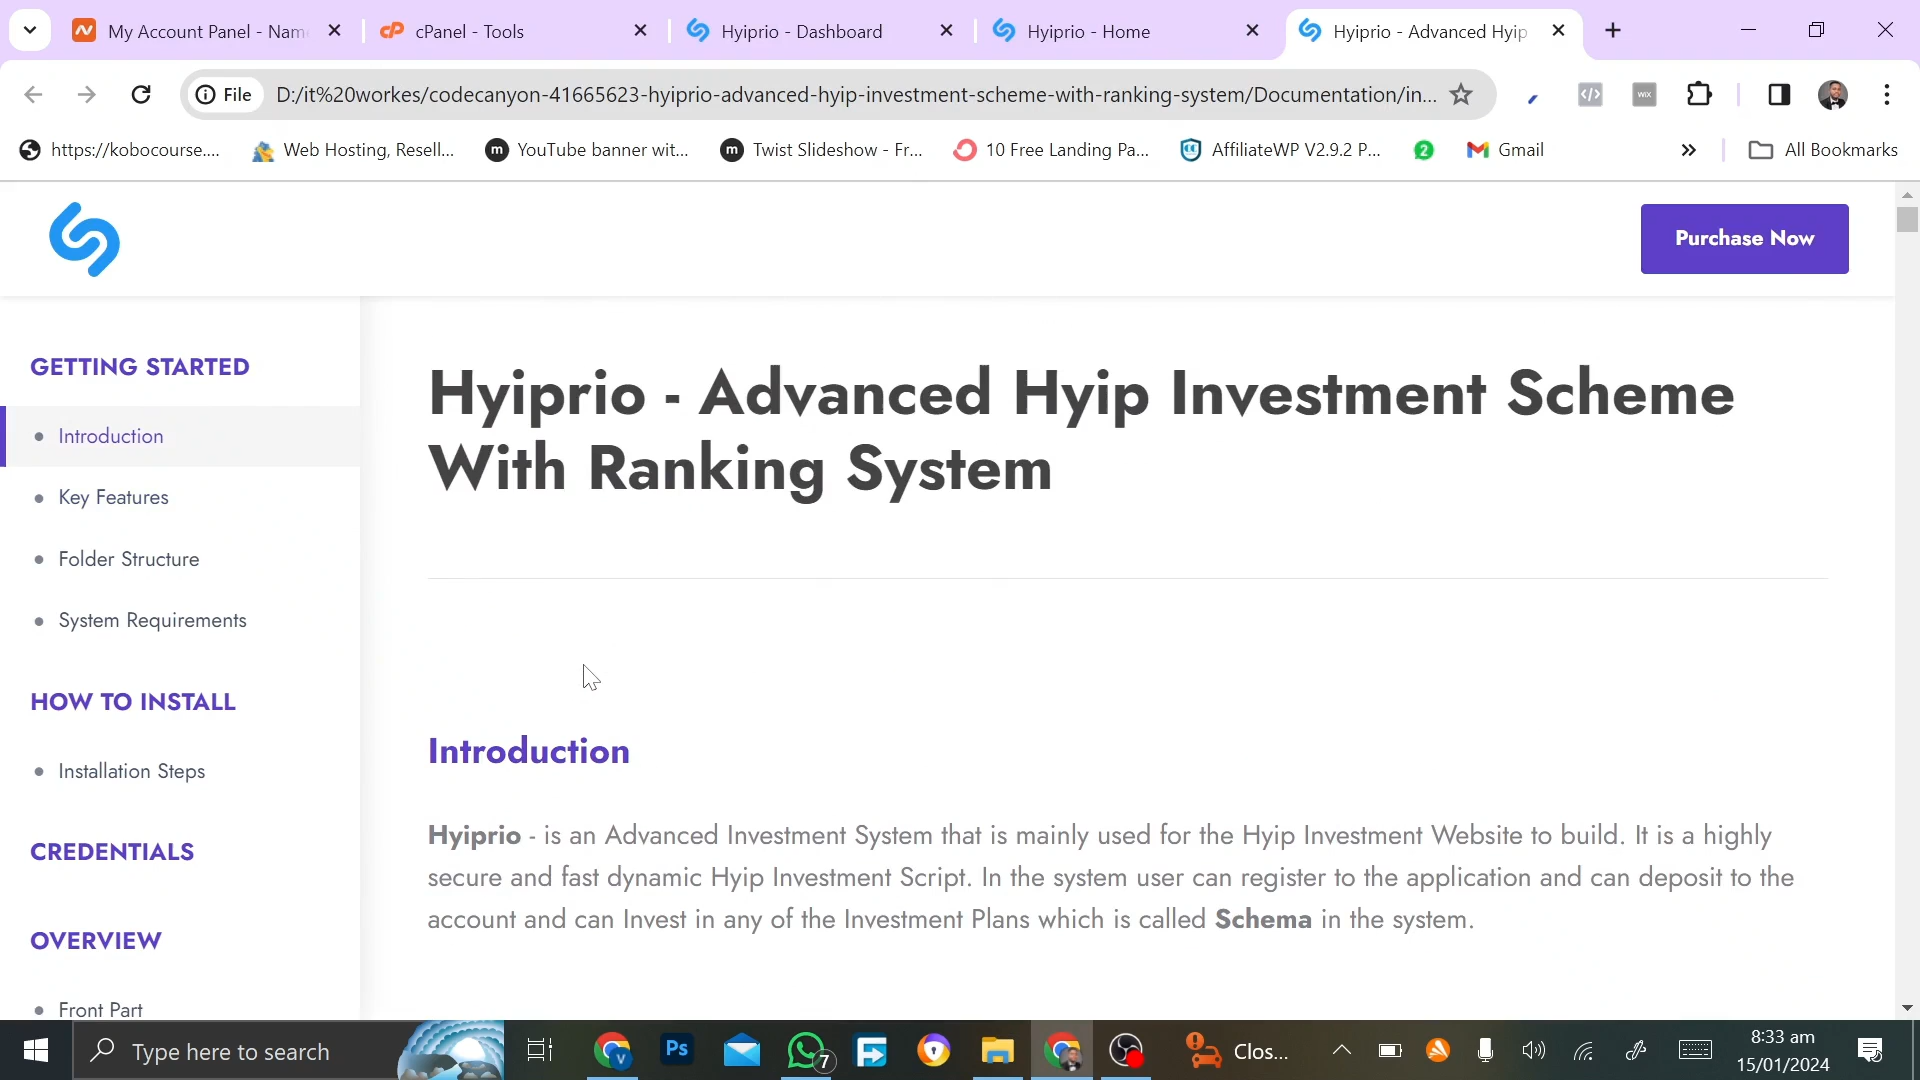 My Account Panel - Nam
cPanel - Tools
Hyiprio - Dashboard
Hyiprio - Home
Hyiprio - Advanced Hyip
File
D:/it%20workes/codecanyon-41665623-hyiprio-advanced-hyip-investment-scheme-with-ranking-system/Documentation/in...
https://kobocourse....
Web Hosting, Resell...
YouTube banner wit...
Twist Slideshow - Fr...
10 Free Landing Pa...
AffiliateWP V2.9.2 P...
2
Gmail
All Bookmarks
Purchase Now
GETTING STARTED
Introduction
Key Features
Folder Structure
System Requirements
HOW TO INSTALL
Installation Steps
CREDENTIALS
OVERVIEW
Front Part
Hyiprio - Advanced Hyip Investment Scheme
With Ranking System
Introduction
Hyiprio - is an Advanced Investment System that is mainly used for the Hyip Investment Website to build. It is a highly
secure and fast dynamic Hyip Investment Script. In the system user can register to the application and can deposit to the
account and can Invest in any of the Investment Plans which is called Schema in the system.
Type here to search
V
Ps
7
Clos...
8:33 am
15/01/2024